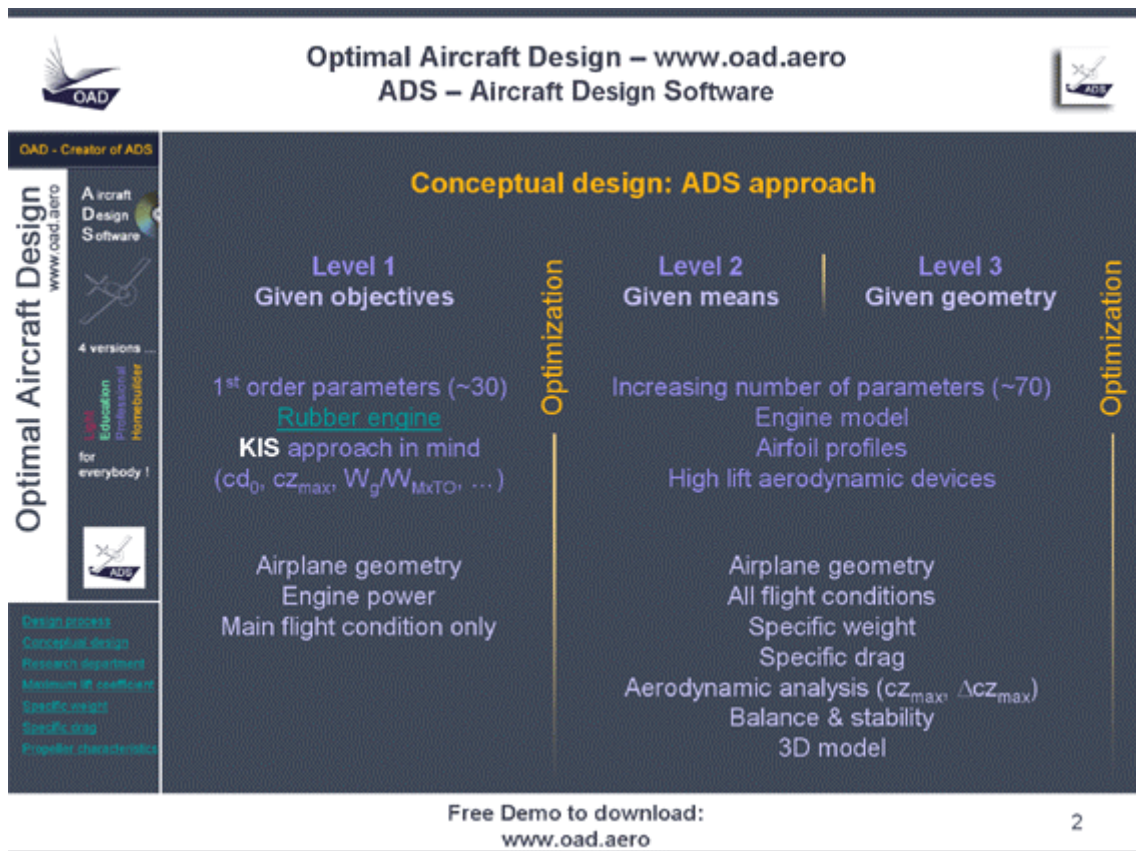 Optimal Aircraft Design – www.oad.aero
ADS – Aircraft Design Software
OAD
ADS
OAD - Creator of ADS
Optimal Aircraft Design
www.oad.aero
Aircraft
Design
Software
4 versions ...
Light
Education
Professional
Homebuilder
for
everybody !
ADS
Design process
Conceptual design
Research department
Maximum lift coefficient
Specific weight
Specific drag
Propeller characteristics
Conceptual design: ADS approach
Level 1
Given objectives
1st order parameters (~30)
Rubber engine
KIS approach in mind
(cd0, czmax, Wg/WMxTO, …)
Airplane geometry
Engine power
Main flight condition only
Optimization
Level 2
Given means
Level 3
Given geometry
Increasing number of parameters (~70)
Engine model
Airfoil profiles
High lift aerodynamic devices
Airplane geometry
All flight conditions
Specific weight
Specific drag
Aerodynamic analysis (czmax, Δczmax)
Balance & stability
3D model
Optimization
Free Demo to download:
www.oad.aero
2